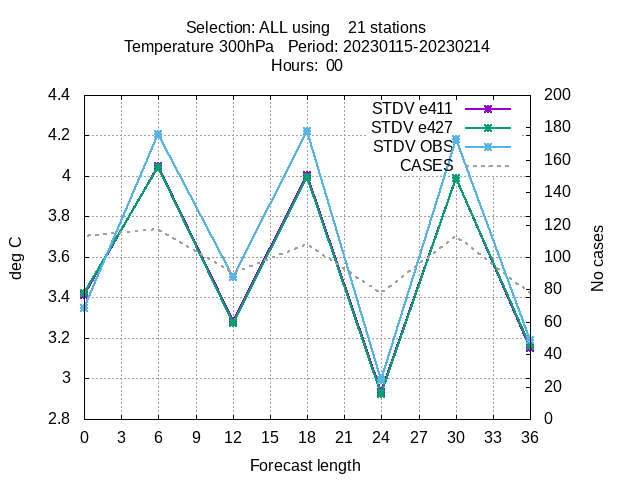 Selection: ALL using    21 stations
Temperature 300hPa   Period: 20230115-20230214
Hours:  00
4.4
4.2
4
3.8
3.6
3.4
3.2
3
2.8
deg C
STDV e411
STDV e427
STDV OBS
CASES
200
180
160
140
120
100
80
60
40
20
0
No cases
0 3 6 9 12 15 18 21 24 27 30 33 36
Forecast length